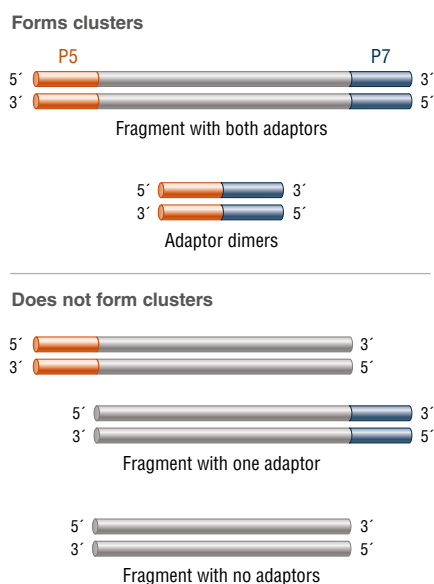 Forms clusters
P5 P7
5´ 3´
3´ 5´
Fragment with both adaptors
5´ 3´
3´ 5´
Adaptor dimers
Does not form clusters
5´ 3´
3´ 5´
5´ 3´
3´ 5´
Fragment with one adaptor
5´ 3´
3´ 5´
Fragment with no adaptors